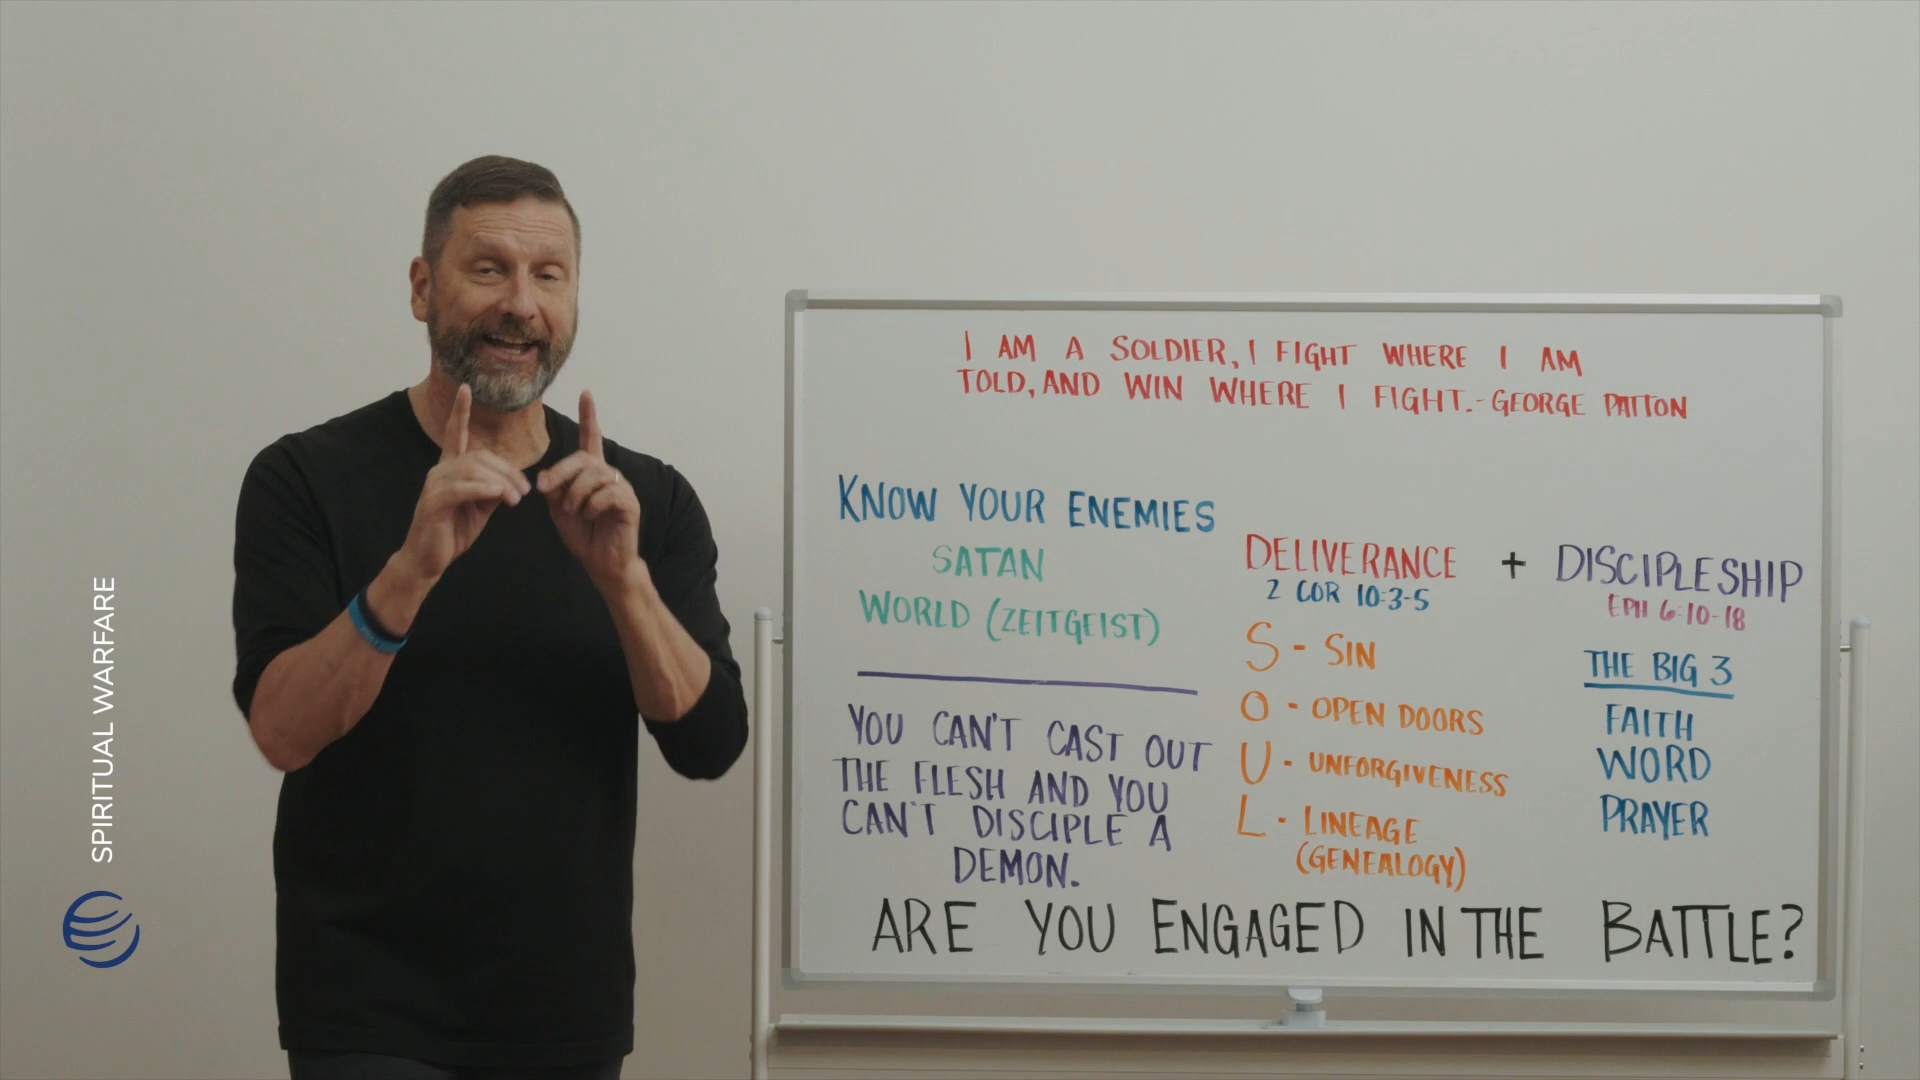 SPIRITUAL WARFARE
I AM A SOLDIER, I FIGHT WHERE I AM
TOLD, AND WIN WHERE I FIGHT.-GEORGE PATTON
KNOW YOUR ENEMIES
SATAN
WORLD (ZEITGEIST)
YOU CAN'T CAST OUT
THE FLESH AND YOU
CAN'T DISCIPLE A
DEMON.
DELIVERANCE + DISCIPLESHIP
2 COR 10:3-5
S - SIN
O - OPEN DOORS
U - UNFORGIVENESS
L - LINEAGE
(GENEALOGY)
EPH 6:10-18
THE BIG 3
FAITH
WORD
PRAYER
ARE YOU ENGAGED IN THE BATTLE?